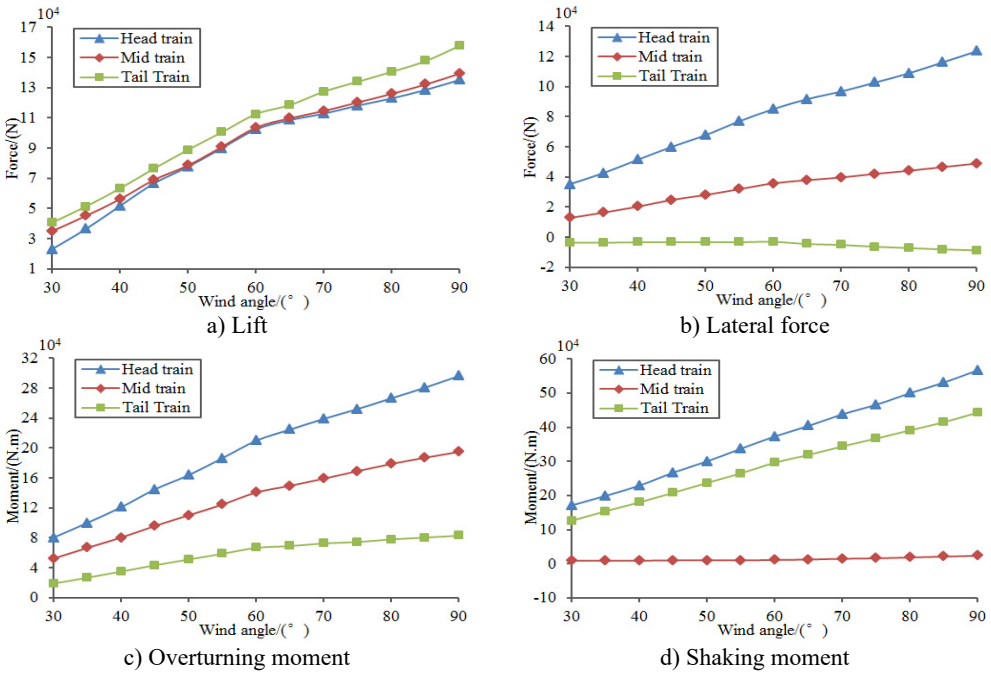 10⁴
17
15
13
11
9
7
5
3
1
Force/(N)
Head train
Mid train
Tail Train
30 40 50 60 70 80 90
Wind angle/(°)
a) Lift
10⁴
14
12
10
8
6
4
2
0
-2
Force/(N)
Head train
Mid train
Tail Train
30 40 50 60 70 80 90
Wind angle/(°)
b) Lateral force
10⁴
32
28
24
20
16
12
8
4
0
Moment/(N.m)
Head train
Mid train
Tail Train
30 40 50 60 70 80 90
Wind angle/(°)
c) Overturning moment
10⁴
60
50
40
30
20
10
0
-10
Moment/(N.m)
Head train
Mid train
Tail Train
30 40 50 60 70 80 90
Wind angle/(°)
d) Shaking moment